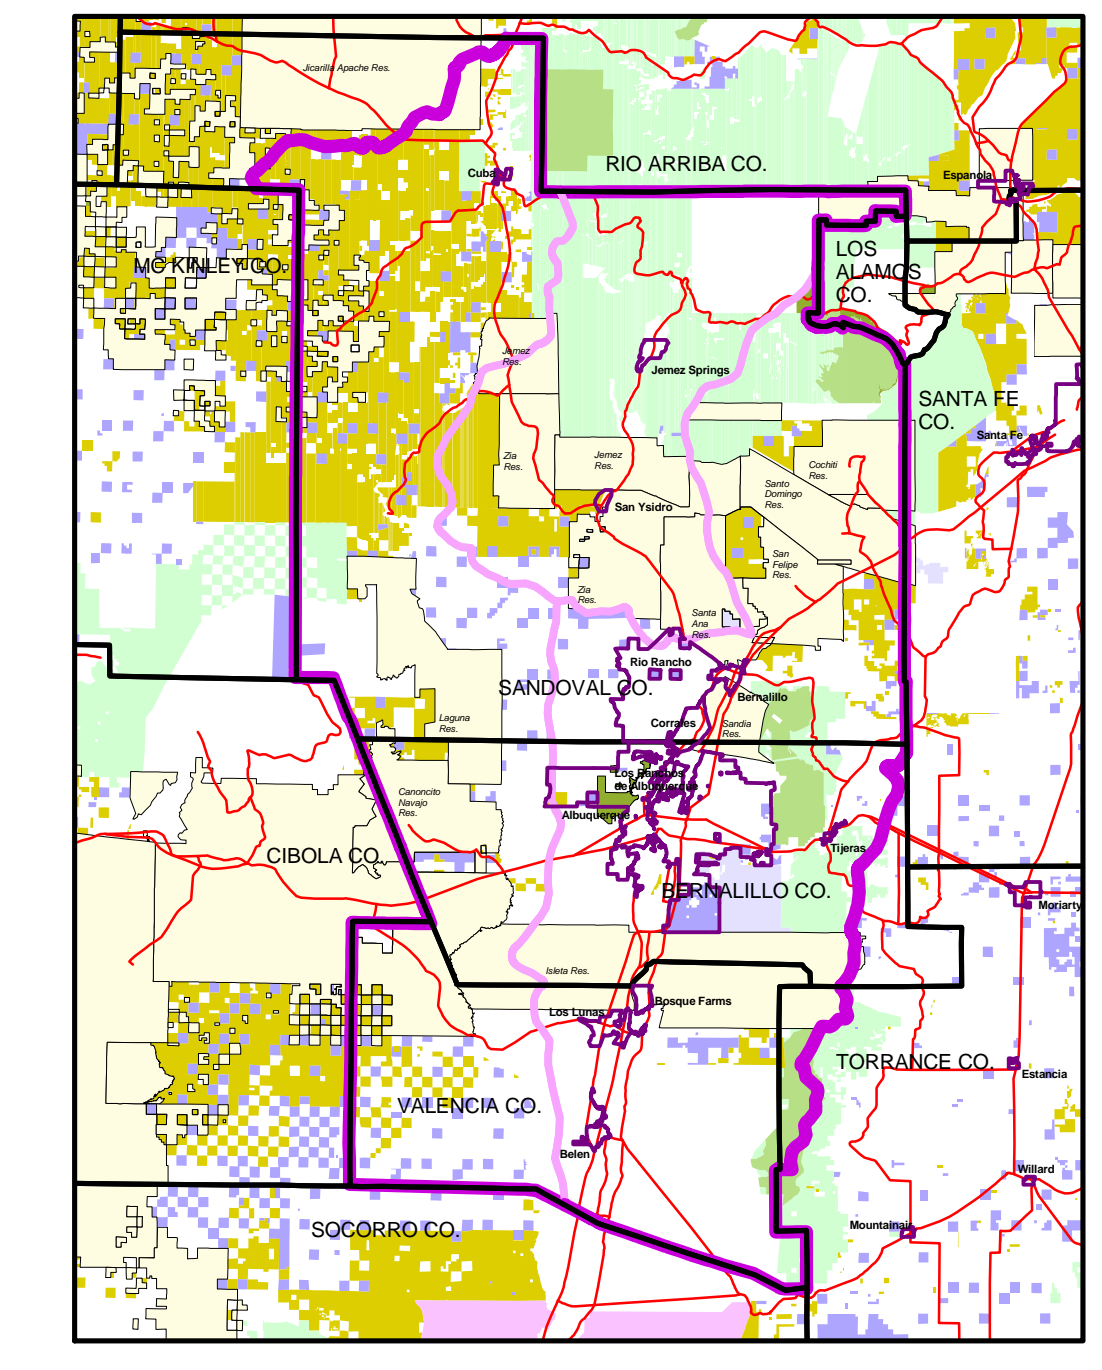 Jicarilla Apache Res.
RIO ARRIBA CO.
Cuba
Espanola
MC KINLEY CO.
LOS
ALAMOS
CO.
Jemez
Res.
Jemez Springs
SANTA FE
CO.
Santa Fe
Zia
Res.
Jemez
Res.
Cochiti
Res.
Santo
Domingo
Res.
San Ysidro
San
Felipe
Res.
Zia
Res.
Santa
Ana
Res.
Rio Rancho
SANDOVAL CO.
Bernalillo
Laguna
Res.
Corrales
Sandia
Res.
Los Ranchos
de Albuquerque
Canoncito
Navajo
Res.
Albuquerque
CIBOLA CO.
Tijeras
BERNALILLO CO.
Moriarty
Isleta Res.
Bosque Farms
Los Lunas
TORRANCE CO.
Estancia
VALENCIA CO.
Belen
Willard
SOCORRO CO.
Mountainair